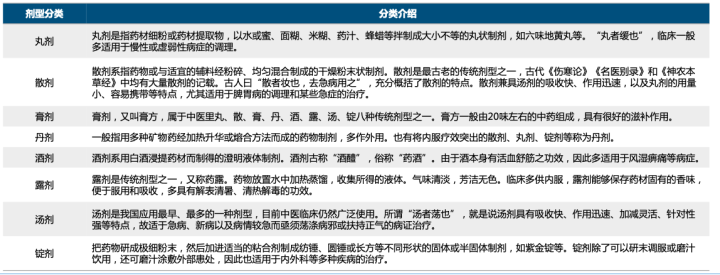 剂型分类 分类介绍
丸剂 丸剂是指药材细粉或药材提取物，以水或蜜、面糊、米糊、药汁、蜂蜡等拌制成大小不等的丸状制剂，如六味地黄丸等。“丸者缓也”，临床一般
多适用于慢性或虚弱性病症的调理。
散剂 散剂系指药物或与适宜的辅料经粉碎、均匀混合制成的干燥粉末状制剂。散剂是最古老的传统剂型之一，古代《伤寒论》《名医别录》和《神农本
草经》中均有大量散剂的记载。古人曰“散者妆也，去急病用之”，充分概括了散剂的特点。散剂兼具汤剂的吸收快、作用迅速，以及丸剂的用量
小、容易携带等特点，尤其适用于脾胃病的调理和某些急症的治疗。
膏剂 膏剂，又叫膏方，属于中医里丸、散、膏、丹、酒、露、汤、锭八种传统剂型之一。膏方一般由20味左右的中药组成，具有很好的滋补作用。
丹剂 一般指用多种矿物药经加热升华或熔合方法而成的药物制剂，多作外用。也有将内服疗效突出的散剂、丸剂、锭剂等称为丹剂。
酒剂 酒剂系用白酒浸提药材而制得的澄明液体制剂。酒剂古称“酒醴”，俗称“药酒”。由于酒本身有活血舒筋之功效，因此多适用于风湿痹痛等病症。
露剂 露剂是传统剂型之一，又称药露。药物放置水中加热蒸馏，收集所得的液体。气味清淡，芳洁无色。临床多供内服，露剂能够保存药材固有的香味，
便于服用和吸收，多具有解表清暑、清热解毒的功效。
汤剂 汤剂是我国应用最早、最多的一种剂型，目前中医临床仍然广泛使用。所谓“汤者荡也”，就是说汤剂具有吸收快、作用迅速、加减灵活、针对性
强等特点，故适于急病、新病以及病情较急而亟须荡涤病邪或扶持正气的病证治疗。
锭剂 把药物研成极细粉末，然后加进适当的粘合剂制成纺锤、圆锥或长方等不同形状的固体或半固体制剂，如紫金锭等。锭剂除了可以研末调服或磨汁
饮用，还可磨汁涂敷外部患处，因此也适用于内外科等多种疾病的治疗。